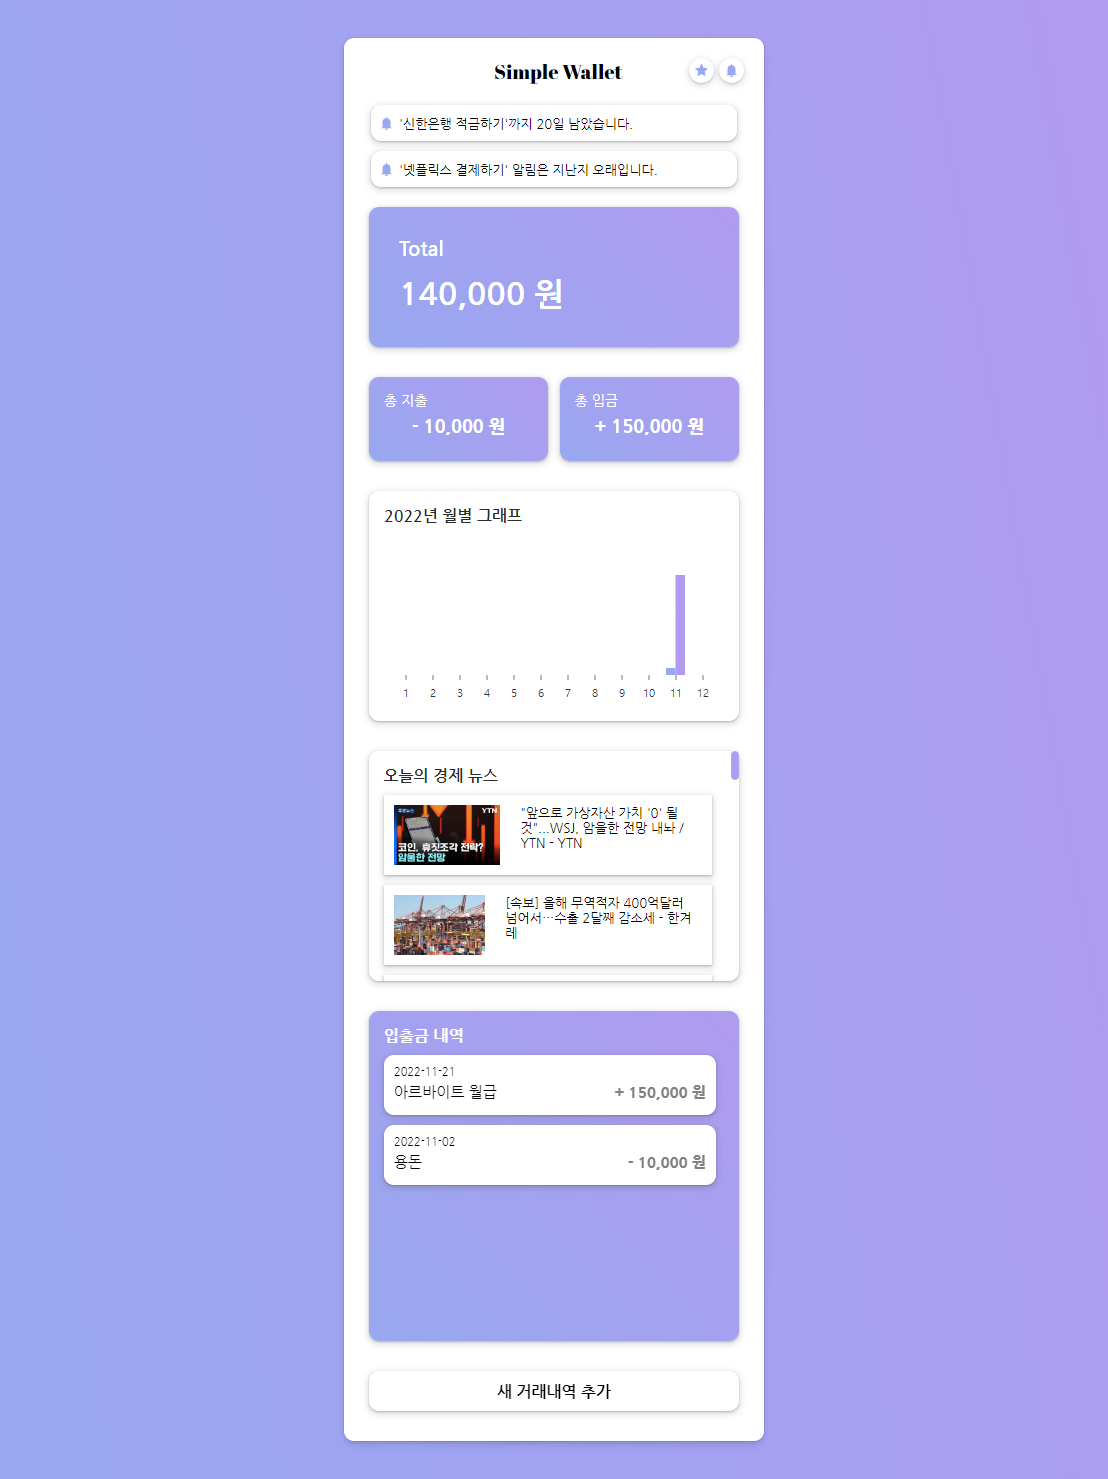 Simple Wallet
'신한은행 적금하기'까지 20일 남았습니다.
'넷플릭스 결제하기' 알림은 지난지 오래입니다.
Total
140,000 원
총 지출
- 10,000 원
총 입금
+ 150,000 원
2022년 월별 그래프
1 2 3 4 5 6 7 8 9 10 11 12
오늘의 경제 뉴스
YTN
코인, 휴짓조각 전락?
암울한 전망
"앞으로 가상자산 가치 '0' 될
것"...WSJ, 암울한 전망 내놔 /
YTN - YTN
[속보] 올해 무역적자 400억달러
넘어서…수출 2달째 감소세 - 한겨
레
입출금 내역
2022-11-21
아르바이트 월급
+ 150,000 원
2022-11-02
용돈
- 10,000 원
새 거래내역 추가